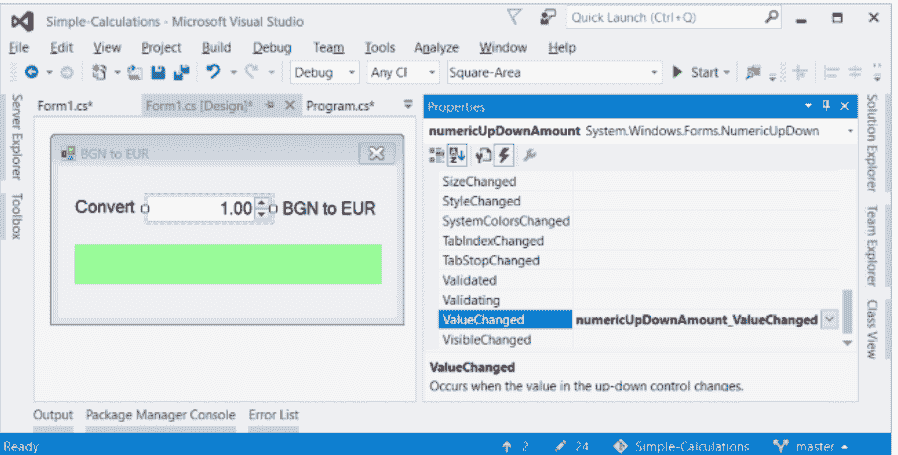 Simple-Calculations - Microsoft Visual Studio
Quick Launch (Ctrl+Q)
File Edit View Project Build Debug Team Tools Analyze Window Help
Debug Any CI Square-Area Start
Server Explorer
Toolbox
Form1.cs* Form1.cs [Design]* Program.cs*
BGN to EUR
Convert 1.00 BGN to EUR
Properties
numericUpDownAmount System.Windows.Forms.NumericUpDown
SizeChanged
StyleChanged
SystemColorsChanged
TabIndexChanged
TabStopChanged
Validated
Validating
ValueChanged numericUpDownAmount_ValueChanged
VisibleChanged
ValueChanged
Occurs when the value in the up-down control changes.
Solution Explorer
Team Explorer
Class View
Output Package Manager Console Error List
Ready 2 24 Simple-Calculations master